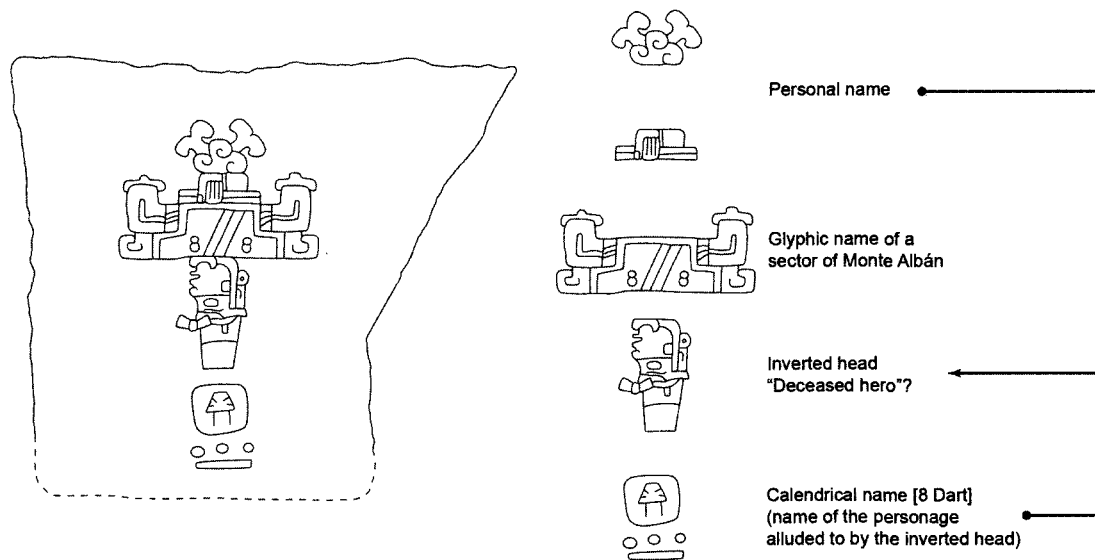 Personal name
Glyphic name of a
sector of Monte Albán
Inverted head
“Deceased hero”?
Calendrical name [8 Dart]
(name of the personage
alluded to by the inverted head)